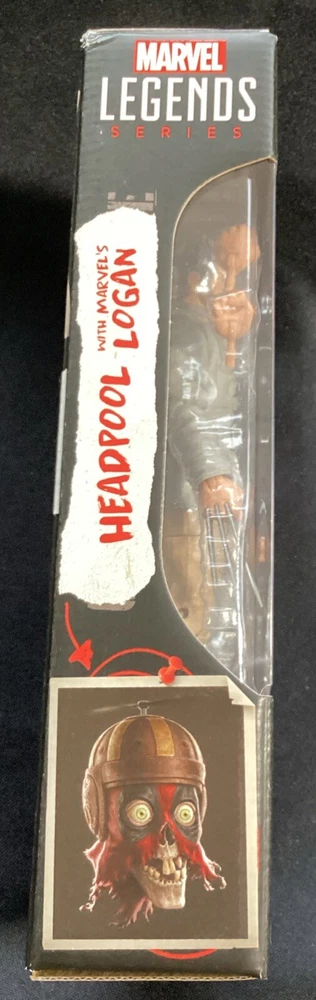 MARVEL
LEGENDS
SERIES
HEADPOOL WITH MARVEL'S LOGAN